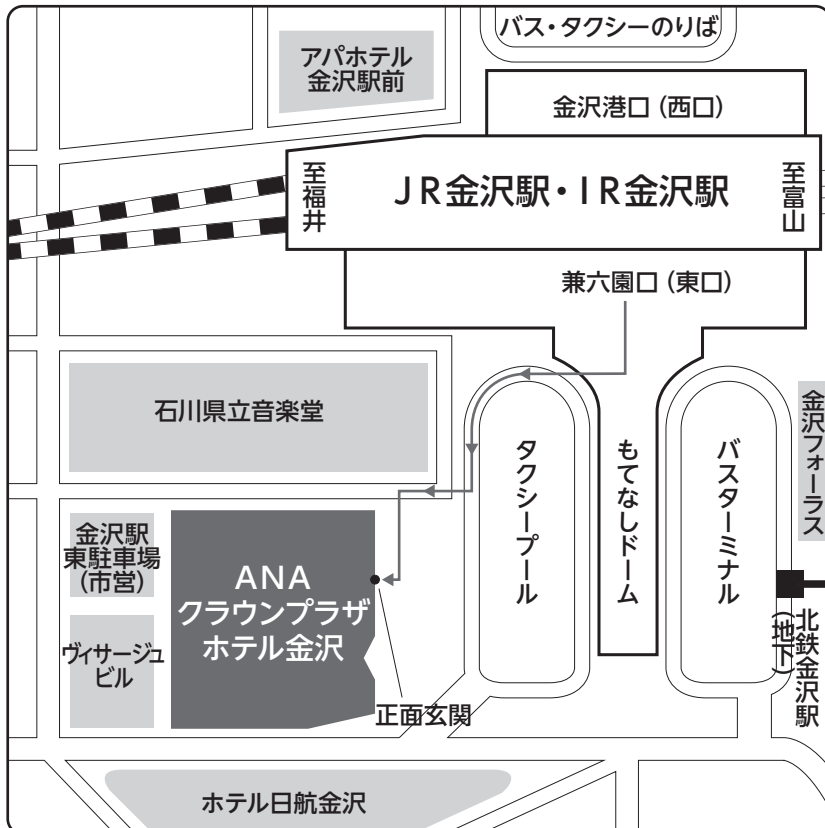 バス・タクシーのりば
アパホテル
金沢駅前
金沢港口（西口）
至福井
JR金沢駅・IR金沢駅
至富山
兼六園口（東口）
石川県立音楽堂
タクシープール
もてなしドーム
バスターミナル
金沢フォーラス
金沢駅
東駐車場
（市営）
ANA
クラウンプラザ
ホテル金沢
ヴィサージュ
ビル
北鉄金沢駅
（地下）
正面玄関
ホテル日航金沢